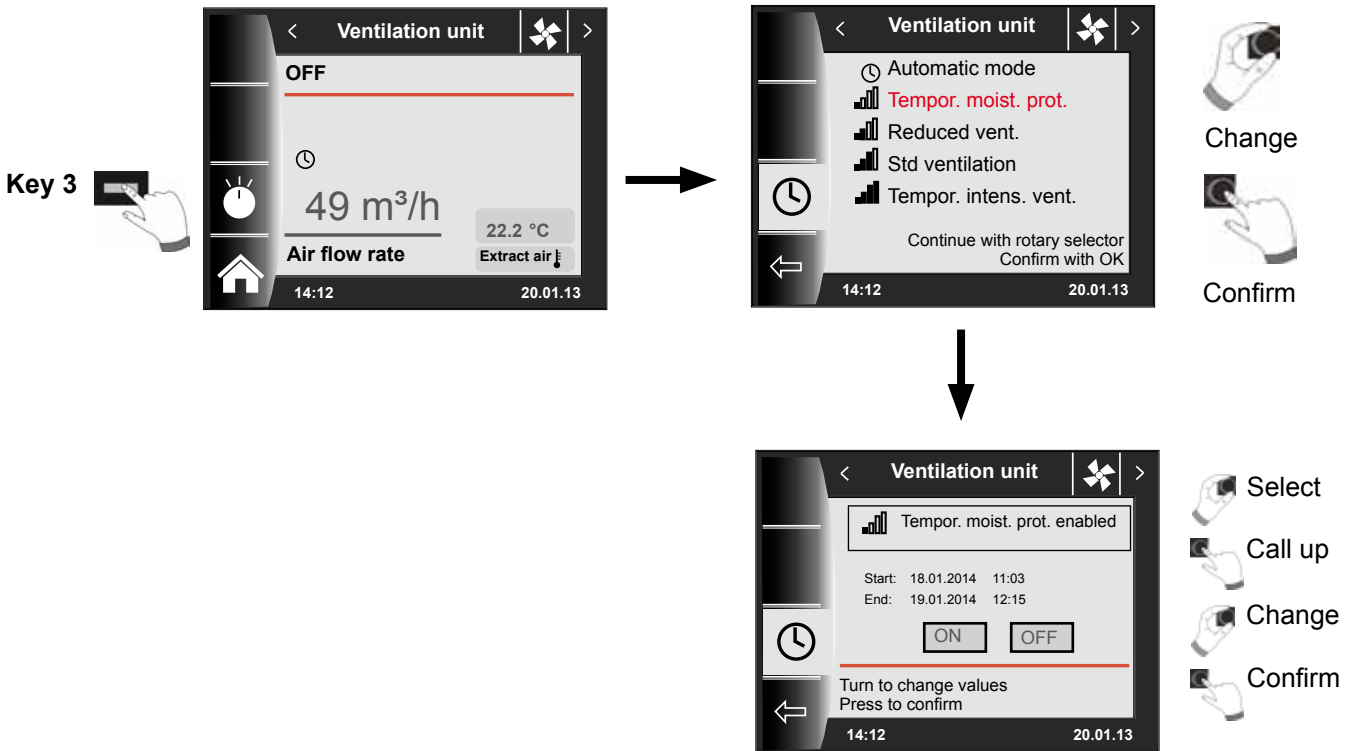 Key 3
< Ventilation unit >
OFF
49 m³/h
22.2 °C
Air flow rate
Extract air
14:12 20.01.13
< Ventilation unit >
Automatic mode
Tempor. moist. prot.
Reduced vent.
Std ventilation
Tempor. intens. vent.
Continue with rotary selector
Confirm with OK
14:12 20.01.13
Change
Confirm
< Ventilation unit >
Tempor. moist. prot. enabled
Start: 18.01.2014 11:03
End: 19.01.2014 12:15
ON OFF
Turn to change values
Press to confirm
14:12 20.01.13
Select
Call up
Change
Confirm